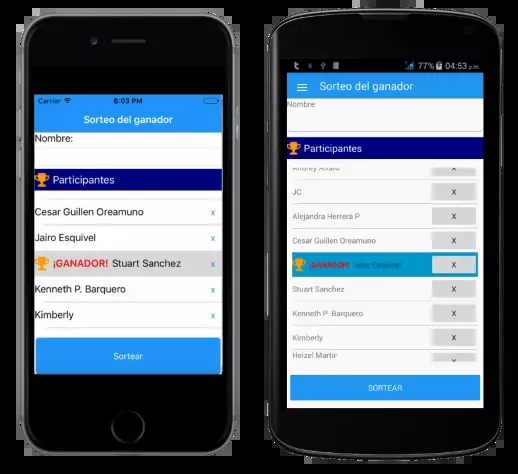 Carrier 6:03 PM
Sorteo del ganador
Nombre:
Participantes
Cesar Guillen Oreamuno x
Jairo Esquivel x
¡GANADOR! Stuart Sanchez x
Kenneth P. Barquero x
Kimberly x
Sortear
77% 04:53 p.m.
Sorteo del ganador
Nombre:
Participantes
Andrey Alfaro
JC X
Alejandra Herrera P X
Cesar Guillen Oreamuno X
¡GANADOR! Jairo Esquivel X
Stuart Sanchez X
Kenneth P. Barquero X
Kimberly X
Heizel Martin X
SORTEAR